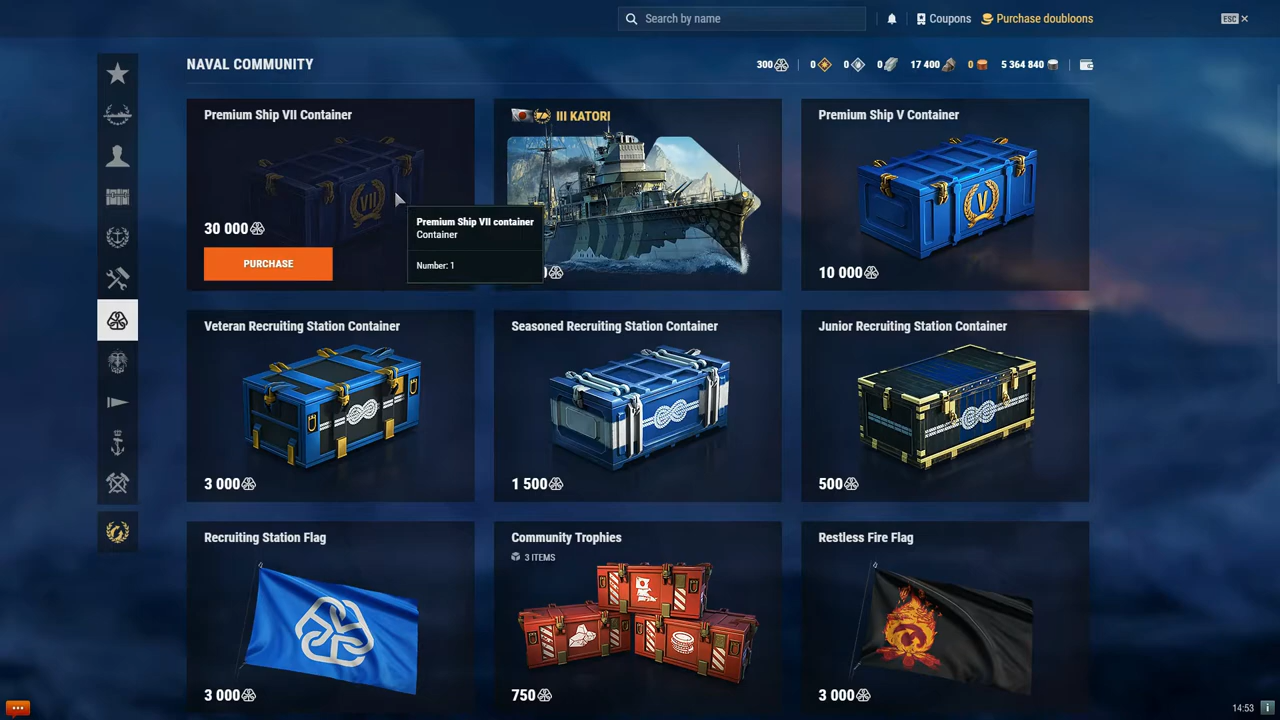 Search by name
Coupons
Purchase doubloons
ESC
NAVAL COMMUNITY
300
0
0
0
17 400
0
5 364 840
Premium Ship VII Container
VII
30 000
PURCHASE
Premium Ship VII container
Container
Number: 1
III KATORI
0
Premium Ship V Container
V
10 000
Veteran Recruiting Station Container
3 000
Seasoned Recruiting Station Container
1 500
Junior Recruiting Station Container
500
Recruiting Station Flag
3 000
Community Trophies
3 ITEMS
750
Restless Fire Flag
3 000
14:53